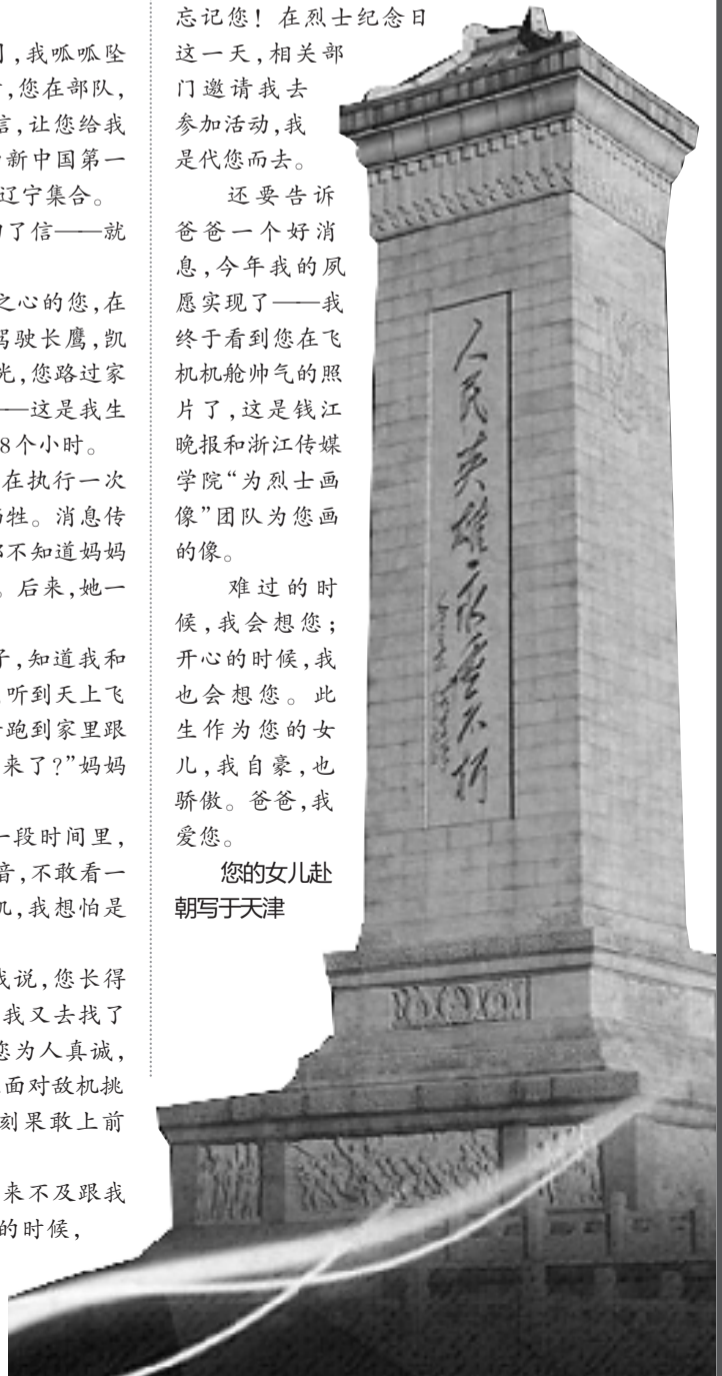 ,我呱呱坠
,您在部队,
信,让您给我
新中国第一
辽宁集合。
了信——就
之心的您,在
驾驶长鹰,凯
光,您路过家
——这是我生
8个小时。
在执行一次
牺牲。消息传
都不知道妈妈
。后来,她一
子,知道我和
听到天上飞
跑到家里跟
来了?”妈妈
一段时间里,
音,不敢看一
机,我想怕是
我说,您长得
我又去找了
您为人真诚,
面对敌机挑
刻果敢上前
来不及跟我
的时候,
忘记您！在烈士纪念日
这一天,相关部
门邀请我去
参加活动,我
是代您而去。
还要告诉
爸爸一个好消
息,今年我的夙
愿实现了——我
终于看到您在飞
机机舱帅气的照
片了,这是钱江
晚报和浙江传媒
学院“为烈士画
像”团队为您画
的像。
难过的时
候,我会想您;
开心的时候,我
也会想您。此
生作为您的女
儿,我自豪,也
骄傲。爸爸,我
爱您。
您的女儿赴
朝写于天津
人民英雄永垂不朽